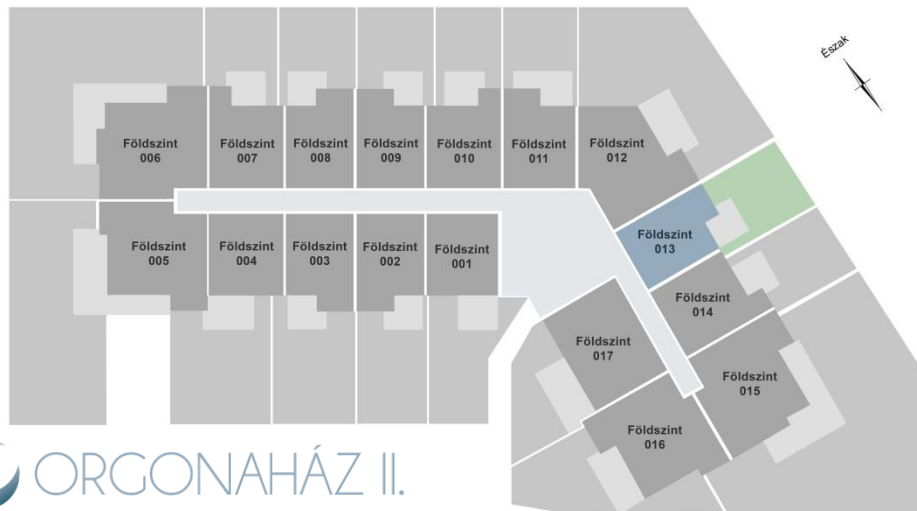 Észak
Földszint
006
Földszint
007
Földszint
008
Földszint
009
Földszint
010
Földszint
011
Földszint
012
Földszint
013
Földszint
005
Földszint
004
Földszint
003
Földszint
002
Földszint
001
Földszint
014
Földszint
017
Földszint
015
Földszint
016
ORGONAHÁZ II.